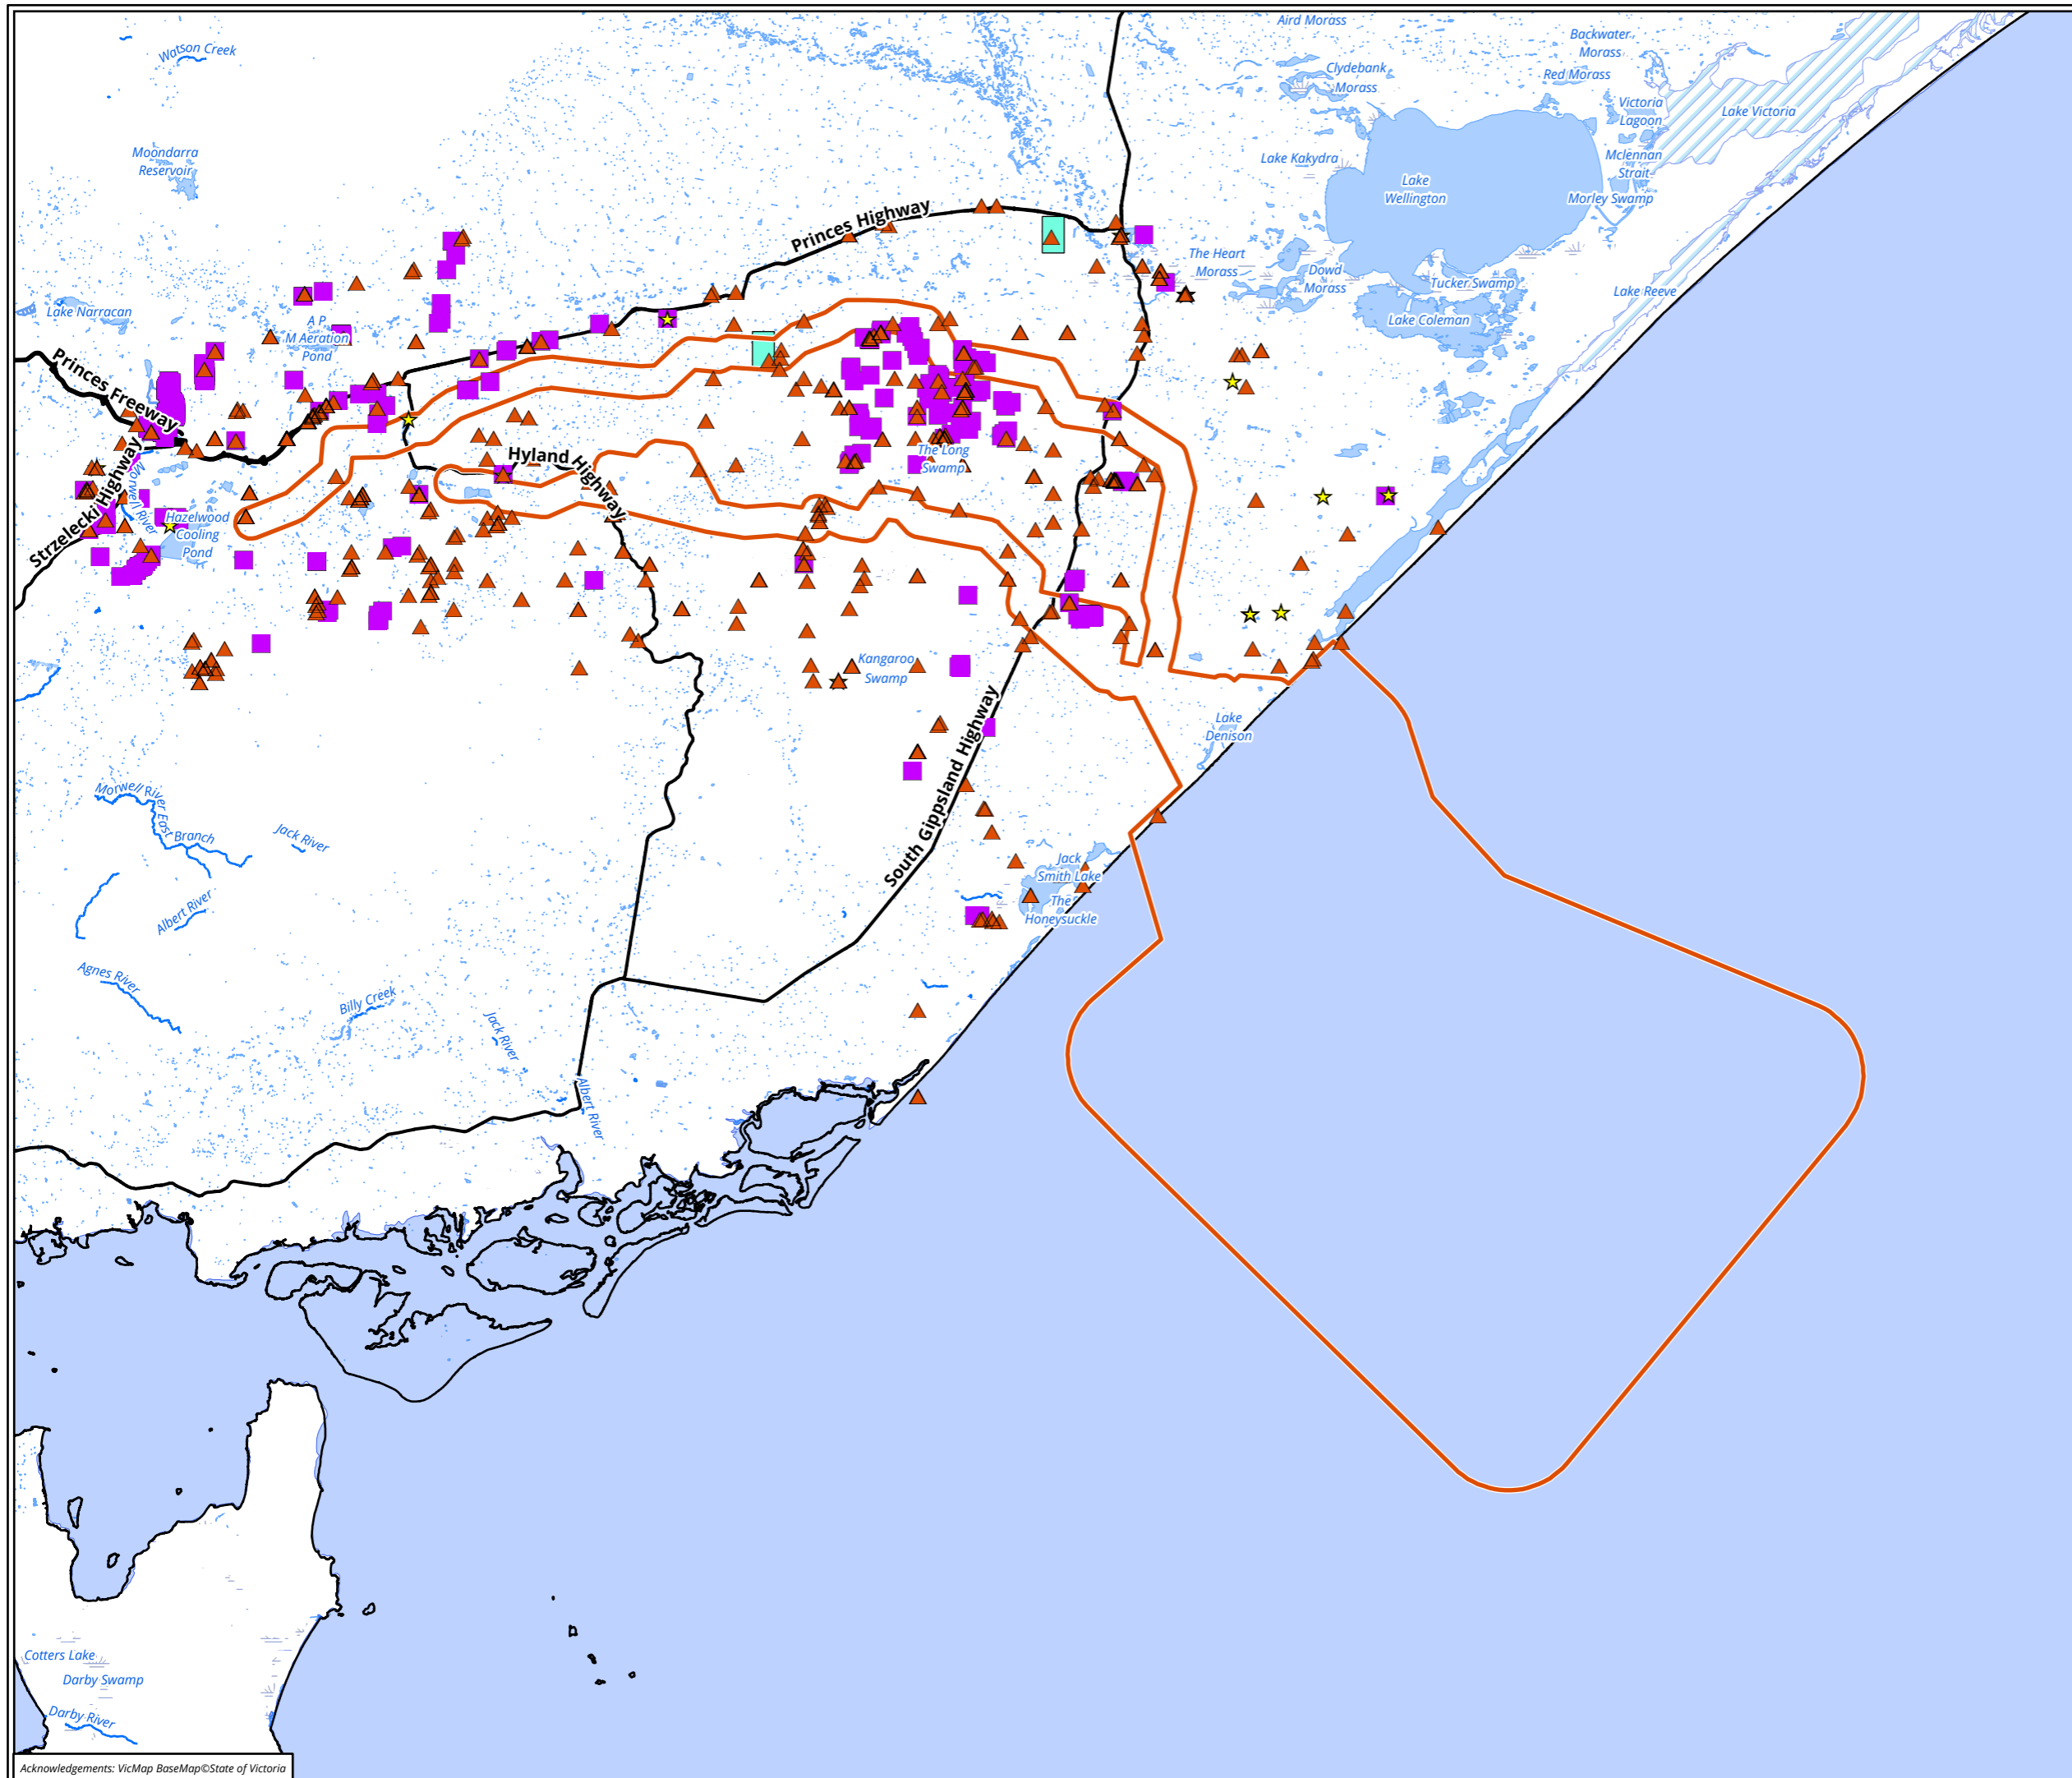 Aird Morass
Backwater
Morass
Watson Creek
Clydebank
Morass
Red Morass
Victoria
Lagoon
Lake Victoria
Moondarra
Reservoir
Lake Kakydra
Mclennan
Strait
Lake
Wellington
Morley Swamp
Princes Highway
The Heart
Morass
Dowd
Morass
Tucker Swamp
Lake Reeve
Lake Narracan
A P
M Aeration
Pond
Lake Coleman
Princes Freeway
Hyland Highway
The Long
Swamp
Strzelecki Highway
Morwell River
Hazelwood
Cooling
Pond
Kangaroo
Swamp
South Gippsland Highway
Lake
Denison
Morwell River East
Branch
Jack River
Jack
Smith Lake
The
Honeysuckle
Albert River
Agnes River
Billy Creek
Jack River
Albert River
Cotters Lake
Darby Swamp
Darby River
Acknowledgements: VicMap BaseMap©State of Victoria